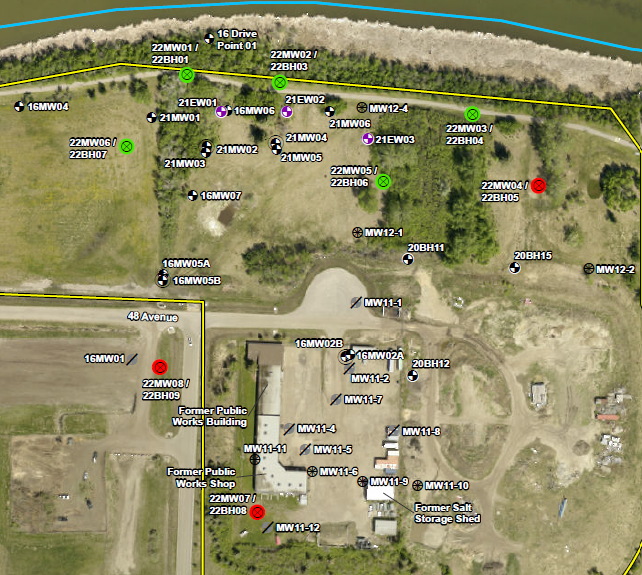 16 Drive
Point 01
22MW01 /
22BH01
22MW02 /
22BH03
16MW04
21EW01
21EW02
16MW06
MW12-4
21MW01
21MW06
22MW03 /
22BH04
22MW06 /
22BH07
21MW02
21MW04
21EW03
21MW03
21MW05
22MW05 /
22BH06
22MW04 /
22BH05
16MW07
MW12-1
20BH11
20BH15
16MW05A
16MW05B
MW12-2
MW11-1
48 Avenue
16MW01
16MW02B
16MW02A
MW11-2
20BH12
22MW08 /
22BH09
MW11-7
Former Public
Works Building
MW11-4
MW11-8
MW11-11
MW11-5
Former Public
Works Shop
MW11-6
MW11-9
MW11-10
22MW07 /
22BH08
Former Salt
Storage Shed
MW11-12